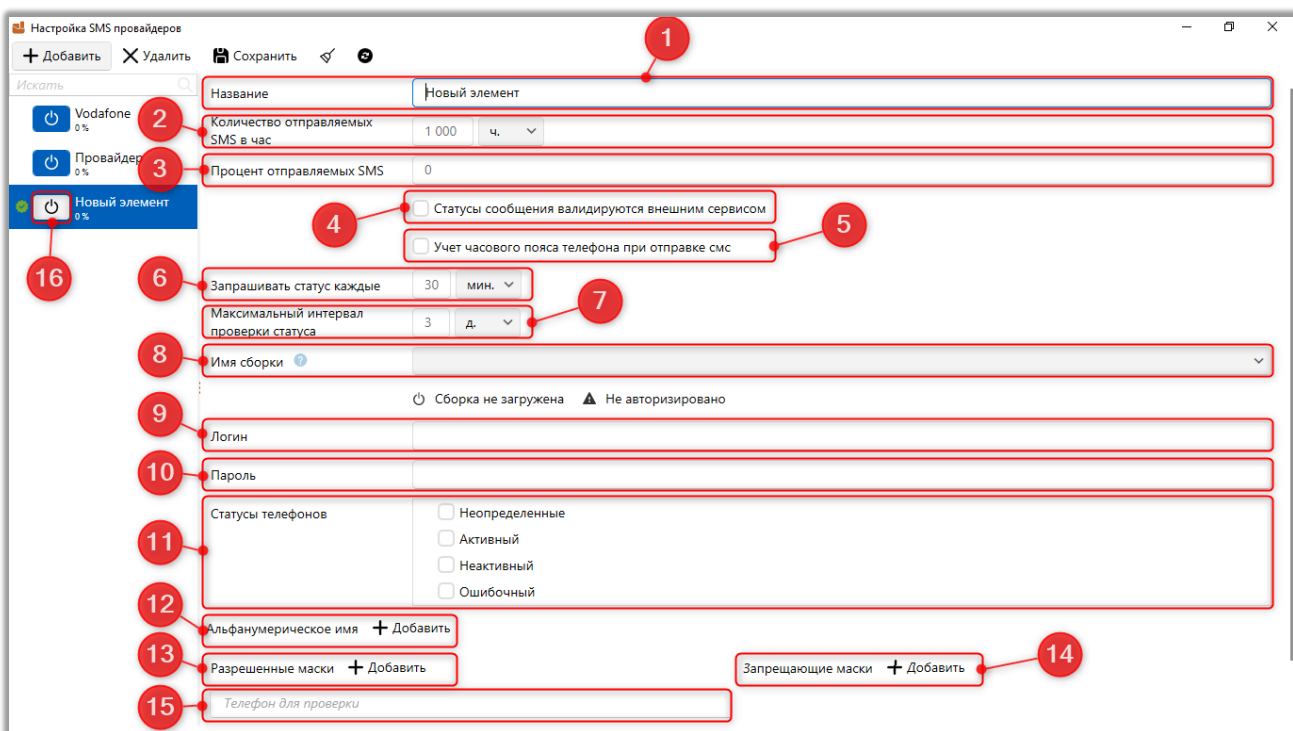 Настройка SMS провайдеров
Добавить Удалить Сохранить
1
Искать
Название Новый элемент
Vodafone
0 %
2
Количество отправляемых
SMS в час
1 000 ч.
Провайдер
0 %
3
Процент отправляемых SMS 0
Новый элемент
0 %
4
Статусы сообщения валидируются внешним сервисом
5
Учет часового пояса телефона при отправке смс
16
6
Запрашивать статус каждые 30 мин.
7
Максимальный интервал
проверки статуса
3 д.
8
Имя сборки ?
Сборка не загружена Не авторизировано
9
Логин
10
Пароль
11
Статусы телефонов
Неопределенные
Активный
Неактивный
Ошибочный
12
Альфанумерическое имя Добавить
13
Разрешенные маски Добавить
Запрещающие маски Добавить
14
15
Телефон для проверки